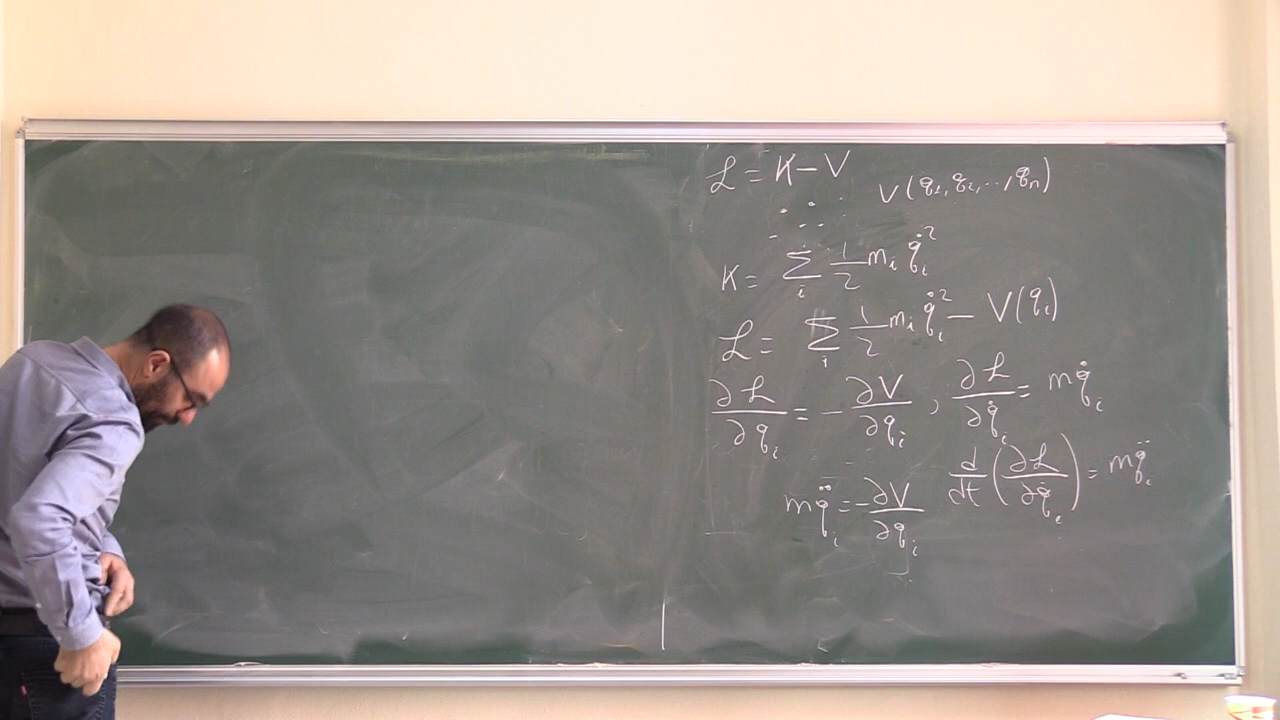 ℒ = K − V    V(q₁, q₂, .., qₙ)
K = Σᵢ ½ mᵢ q̇ᵢ²
ℒ = Σᵢ ½ mᵢ q̇ᵢ² − V(qᵢ)
∂ℒ/∂qᵢ = − ∂V/∂qᵢ , ∂ℒ/∂q̇ᵢ = m q̇ᵢ
m q̈ᵢ = − ∂V/∂qᵢ    d/dt (∂ℒ/∂q̇ᵢ) = m q̈ᵢ